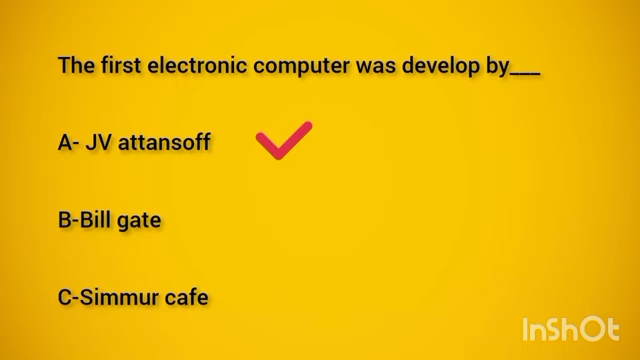 The first electronic computer was develop by___
A- JV attansoff
B-Bill gate
C-Simmur cafe
InShOt